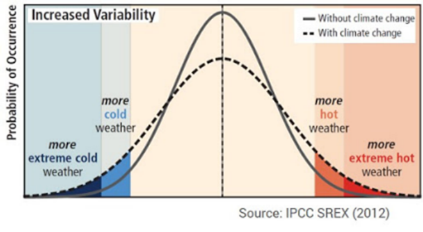 Increased Variability
Without climate change
With climate change
Probability of Occurrence
more
cold
weather
more
hot
weather
more
extreme cold
weather
more
extreme hot
weather
Source: IPCC SREX (2012)